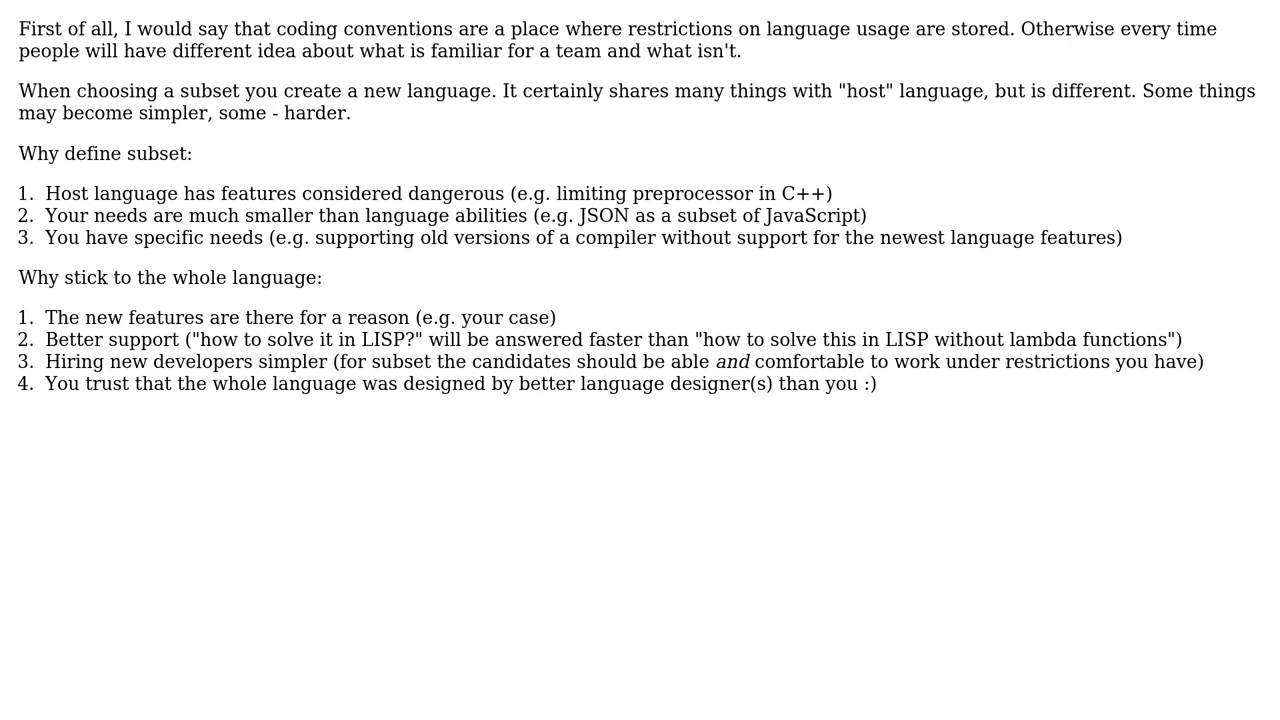 First of all, I would say that coding conventions are a place where restrictions on language usage are stored. Otherwise every time
people will have different idea about what is familiar for a team and what isn't.
When choosing a subset you create a new language. It certainly shares many things with "host" language, but is different. Some things
may become simpler, some - harder.
Why define subset:
1. Host language has features considered dangerous (e.g. limiting preprocessor in C++)
2. Your needs are much smaller than language abilities (e.g. JSON as a subset of JavaScript)
3. You have specific needs (e.g. supporting old versions of a compiler without support for the newest language features)
Why stick to the whole language:
1. The new features are there for a reason (e.g. your case)
2. Better support ("how to solve it in LISP?" will be answered faster than "how to solve this in LISP without lambda functions")
3. Hiring new developers simpler (for subset the candidates should be able and comfortable to work under restrictions you have)
4. You trust that the whole language was designed by better language designer(s) than you :)